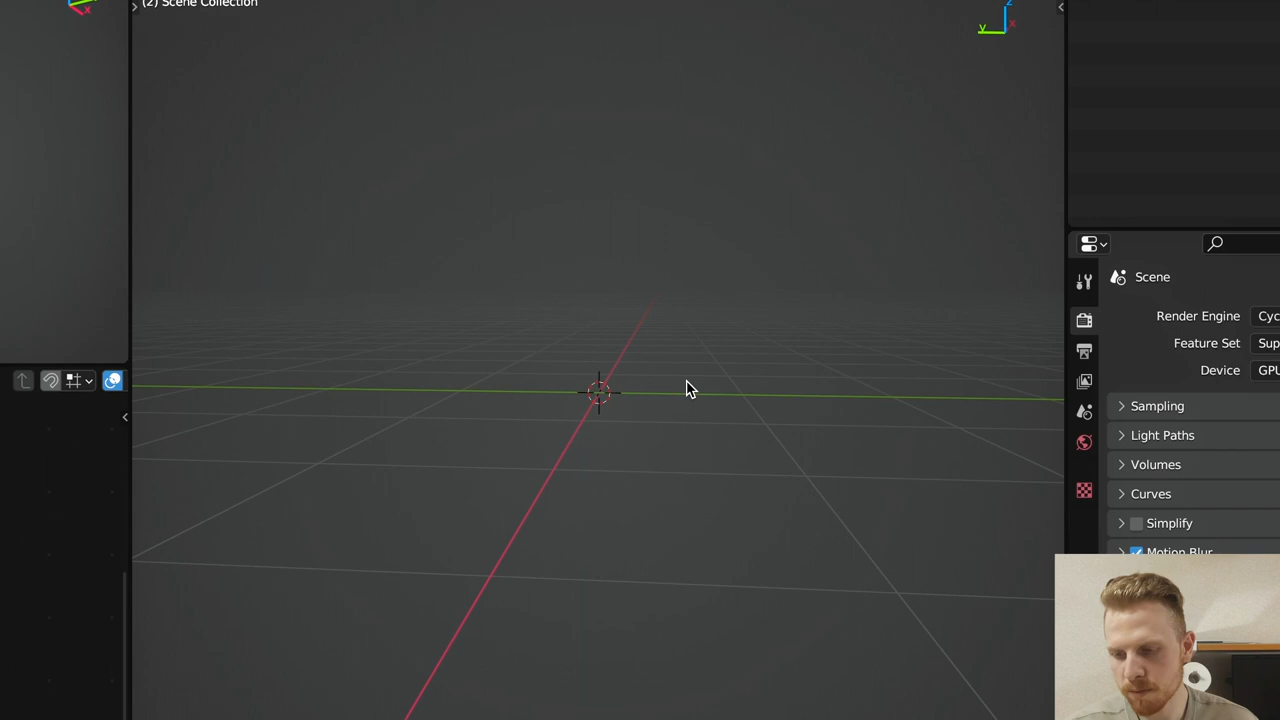 (2) Scene Collection
Z
Y
X
X
Scene
Render Engine
Cyc
Feature Set
Sup
Device
GPU
Sampling
Light Paths
Volumes
Curves
Simplify
Motion Blur